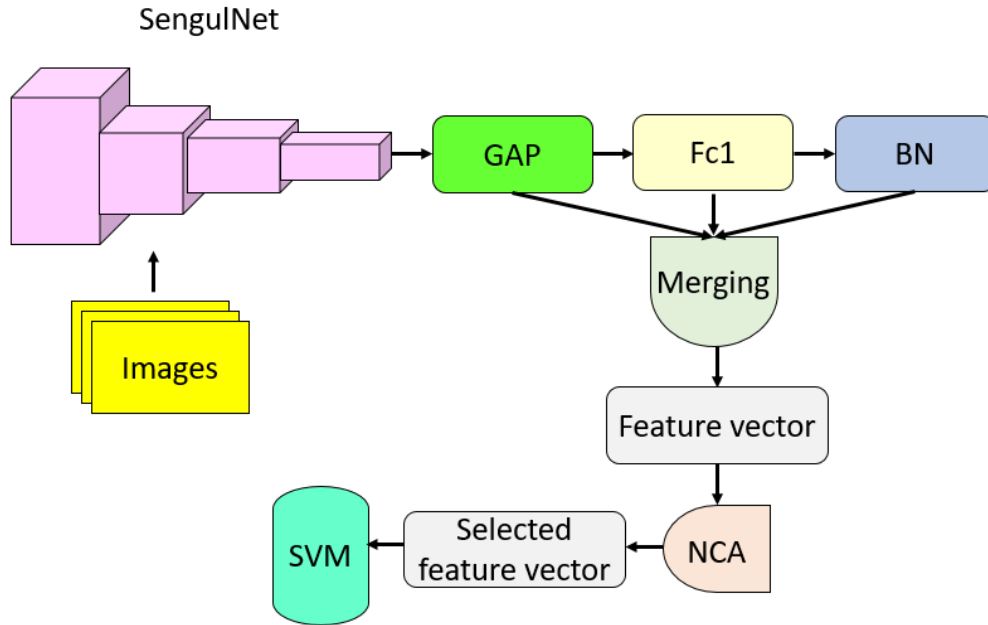 SengulNet
GAP
Fc1
BN
Merging
Images
Feature vector
SVM
Selected
feature vector
NCA